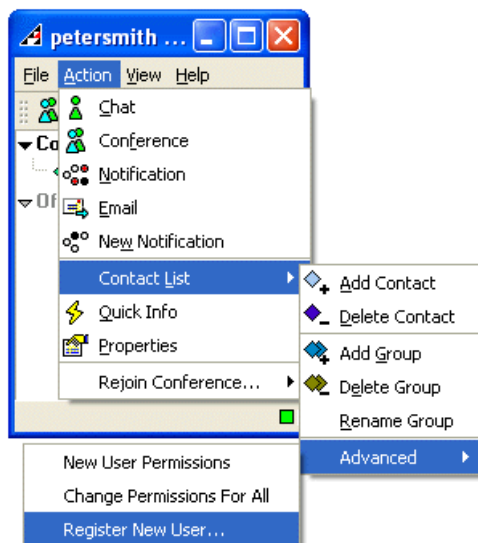 petersmith ...
File Action View Help
Chat
Co
Conference
Notification
Of
Email
New Notification
Contact List
Add Contact
Quick Info
Delete Contact
Properties
Add Group
Rejoin Conference...
Delete Group
Rename Group
Advanced
New User Permissions
Change Permissions For All
Register New User...